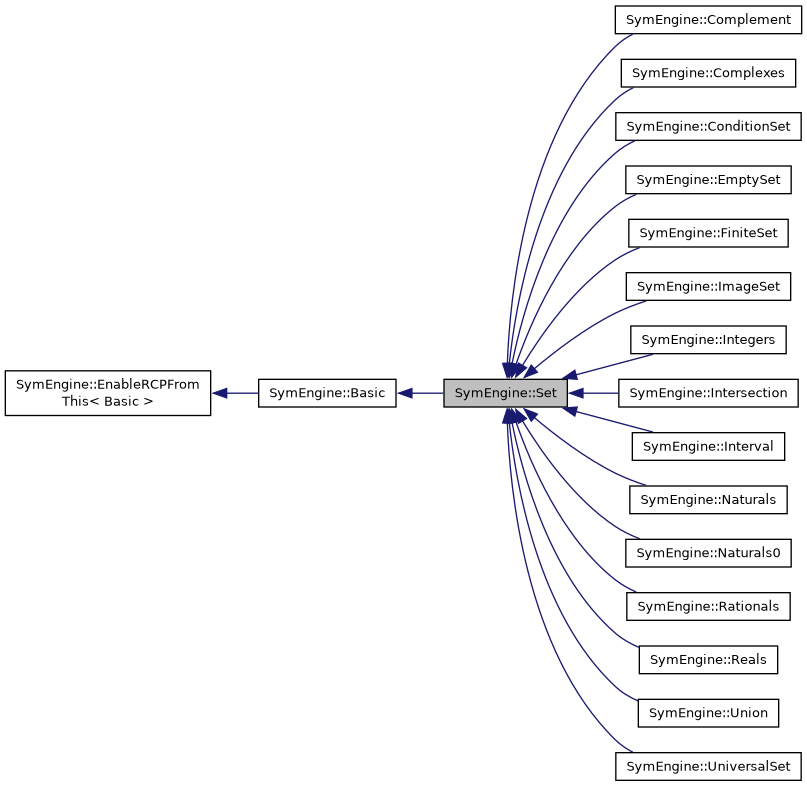 SymEngine::Complement
SymEngine::Complexes
SymEngine::ConditionSet
SymEngine::EmptySet
SymEngine::FiniteSet
SymEngine::ImageSet
SymEngine::Integers
SymEngine::EnableRCPFrom
This< Basic >
SymEngine::Basic
SymEngine::Set
SymEngine::Intersection
SymEngine::Interval
SymEngine::Naturals
SymEngine::Naturals0
SymEngine::Rationals
SymEngine::Reals
SymEngine::Union
SymEngine::UniversalSet